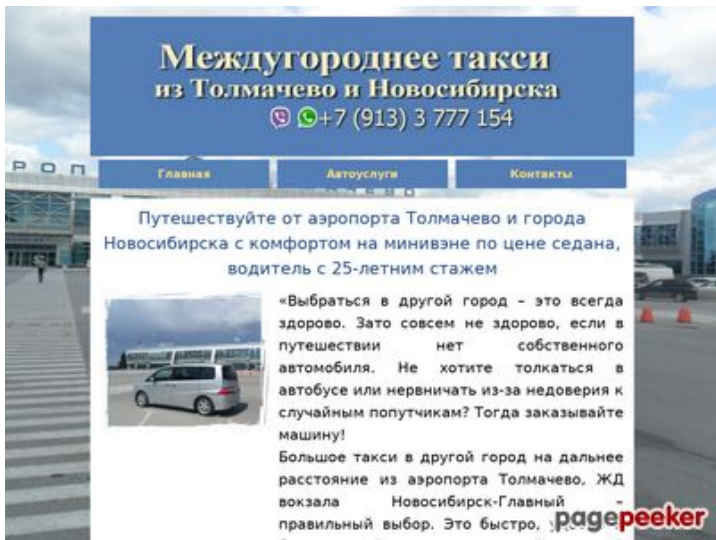 Междугороднее такси
из Толмачево и Новосибирска
+7 (913) 3 777 154
Главная Автоуслуги Контакты
Путешествуйте от аэропорта Толмачево и города
Новосибирска с комфортом на минивэне по цене седана,
водитель с 25-летним стажем
«Выбраться в другой город – это всегда
здорово. Зато совсем не здорово, если в
путешествии нет собственного
автомобиля. Не хотите толкаться в
автобусе или нервничать из-за недоверия к
случайным попутчикам? Тогда заказывайте
машину!
Большое такси в другой город на дальнее
расстояние из аэропорта Толмачево, ЖД
вокзала Новосибирск-Главный –
правильный выбор. Это быстро,
pagepeeker